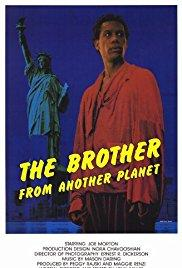 THE BROTHER
FROM ANOTHER PLANET
STARRING JOE MORTON
PRODUCTION DESIGN NORA CHAVOOSHIAN
DIRECTOR OF PHOTOGRAPHY ERNEST R. DICKERSON
MUSIC BY MASON DARING
PRODUCED BY PEGGY RAJSKI AND MAGGIE RENZI